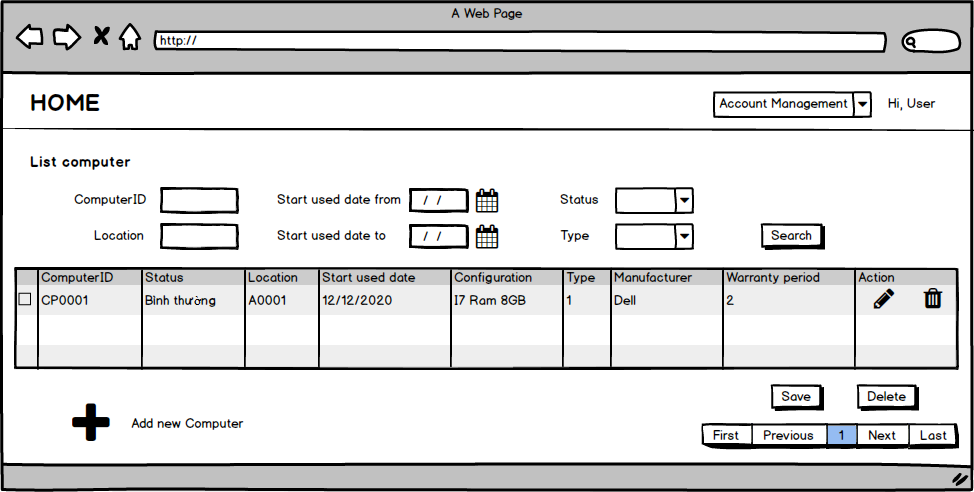 A Web Page
http://
HOME
Account Management
Hi, User
List computer
ComputerID
Start used date from
/ /
Status
Location
Start used date to
/ /
Type
Search
ComputerID Status Location Start used date Configuration Type Manufacturer Warranty period Action
CP0001 Bình thường A0001 12/12/2020 I7 Ram 8GB 1 Dell 2
Save
Delete
Add new Computer
First Previous 1 Next Last